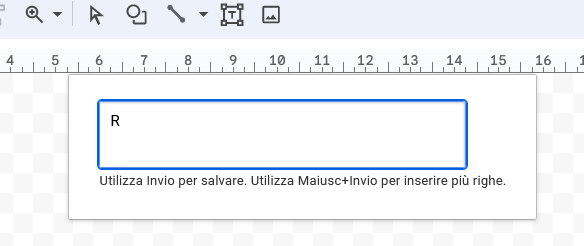 4 5 6 7 8 9 10 11 12 13 14 15 16 1
R
Utilizza Invio per salvare. Utilizza Maiusc+Invio per inserire più righe.